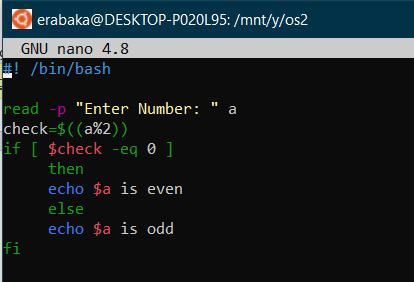 erabaka@DESKTOP-P020L95: /mnt/y/os2
GNU nano 4.8
#! /bin/bash
read -p "Enter Number: " a
check=$((a%2))
if [ $check -eq 0 ]
then
echo $a is even
else
echo $a is odd
fi